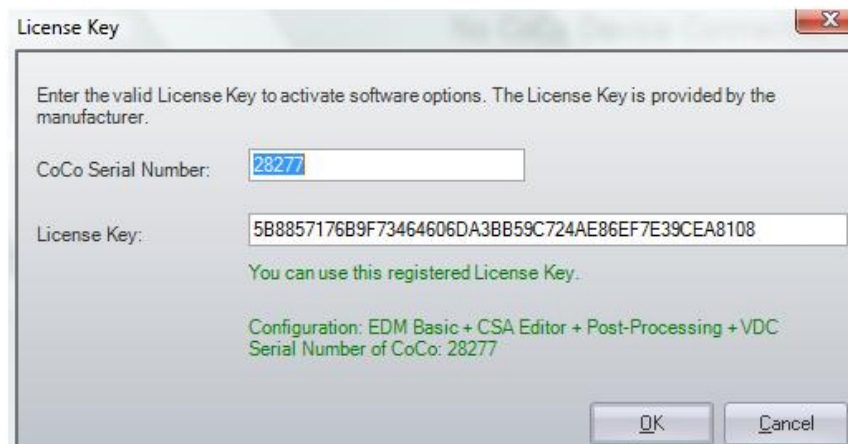 License Key
Enter the valid License Key to activate software options. The License Key is provided by the
manufacturer.
CoCo Serial Number:
28277
License Key:
5B8857176B9F73464606DA3BB59C724AE86EF7E39CEA8108
You can use this registered License Key.
Configuration: EDM Basic + CSA Editor + Post-Processing + VDC
Serial Number of CoCo: 28277
OK
Cancel